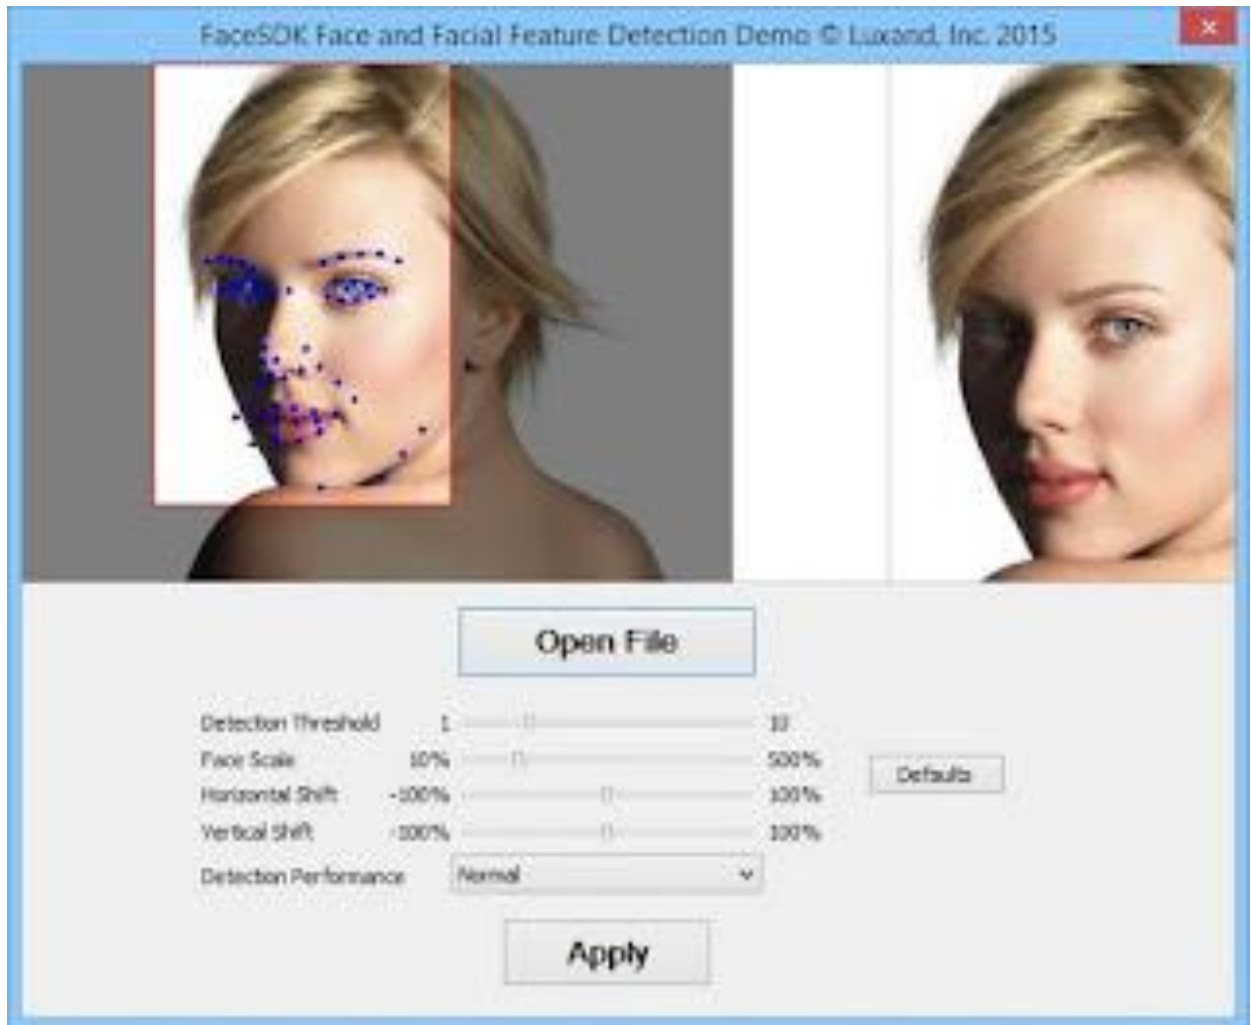 FaceSDK Face and Facial Feature Detection Demo © Luxand, Inc. 2015
Open File
Detection Threshold 1 10
Face Scale 10% 500%
Defaults
Horizontal Shift -100% 100%
Vertical Shift -100% 100%
Detection Performance Normal
Apply